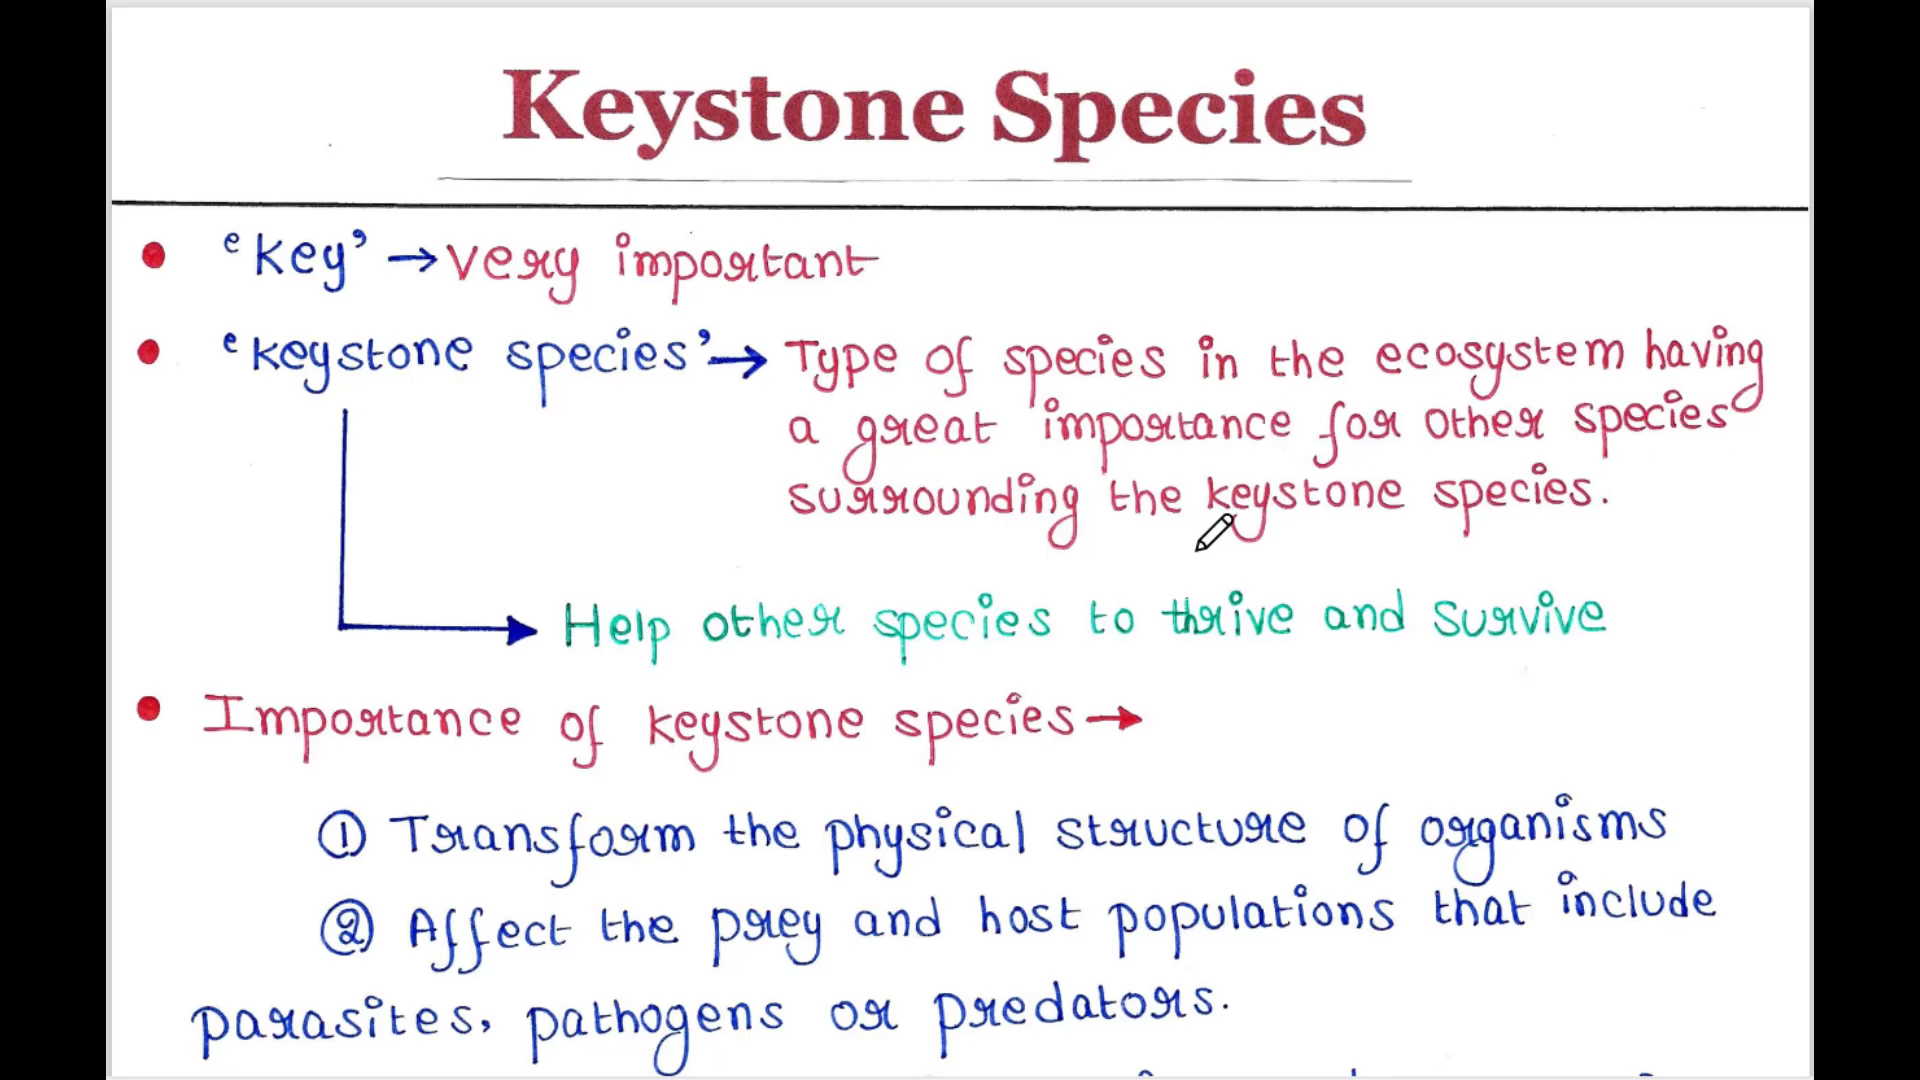 Keystone Species
• 'key' → very important
• 'keystone species' → Type of species in the ecosystem having
a great importance for other species
surrounding the keystone species.
Help other species to thrive and survive
• Importance of keystone species →
① Transform the physical structure of organisms
② Affect the prey and host populations that include
parasites, pathogens or predators.